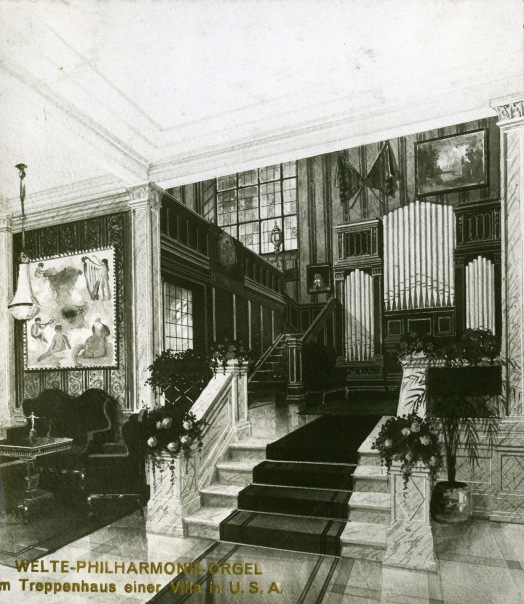 WELTE-PHILHARMONIE-ORGEL
m Treppenhaus einer Villa in U.S.A.